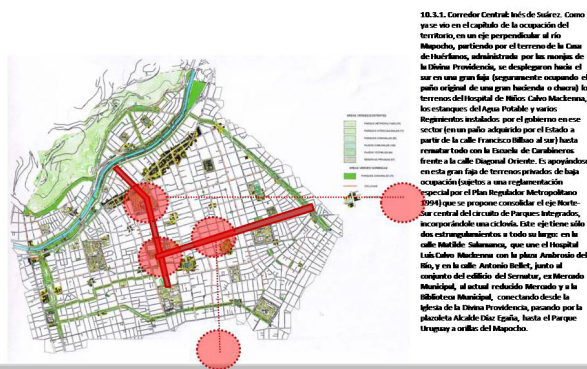 10.3.1. Corredor Central: Inés de Suárez. Como
ya se vio en el capítulo de la ocupación del
territorio, en un eje perpendicular al río
Mapocho, partiendo por el terreno de la Casa
de Huérfanos, administrada por las monjas de
la Divina Providencia, se desplegaron hacia el
sur en una gran faja (seguramente ocupando el
paño original de una gran hacienda o chacra) lo
terrenos del Hospital de Niños Calvo Mackenna,
los estanques del Agua Potable y varios
Regimientos instalados por el gobierno en ese
sector (en un paño adquirido por el Estado a
partir de la calle Francisco Bilbao al sur) hasta
rematar todo con la Escuela de Carabineros
frente a la calle Diagonal Oriente. Es apoyándose
en esta gran faja de terrenos privados de baja
ocupación (sujetos a una reglamentación
especial por el Plan Regulador Metropolitano
1994) que se propone consolidar el eje Norte-
Sur central del circuito de Parques Integrados,
incorporándole una ciclovía. Este eje tiene sólo
dos estrangulamientos a todo su largo: en la
calle Matilde Salamanca, que une el Hospital
Luis Calvo Mackenna con la plaza Ambrosio del
Río, y en la calle Antonio Bellet, junto al
conjunto del edificio del Sernatur, ex Mercado
Municipal, al actual reducido Mercado y a la
Biblioteca Municipal, conectando desde la
Iglesia de la Divina Providencia, pasando por la
plazoleta Alcalde Díaz Egaña, hasta el Parque
Uruguay a orillas del Mapocho.